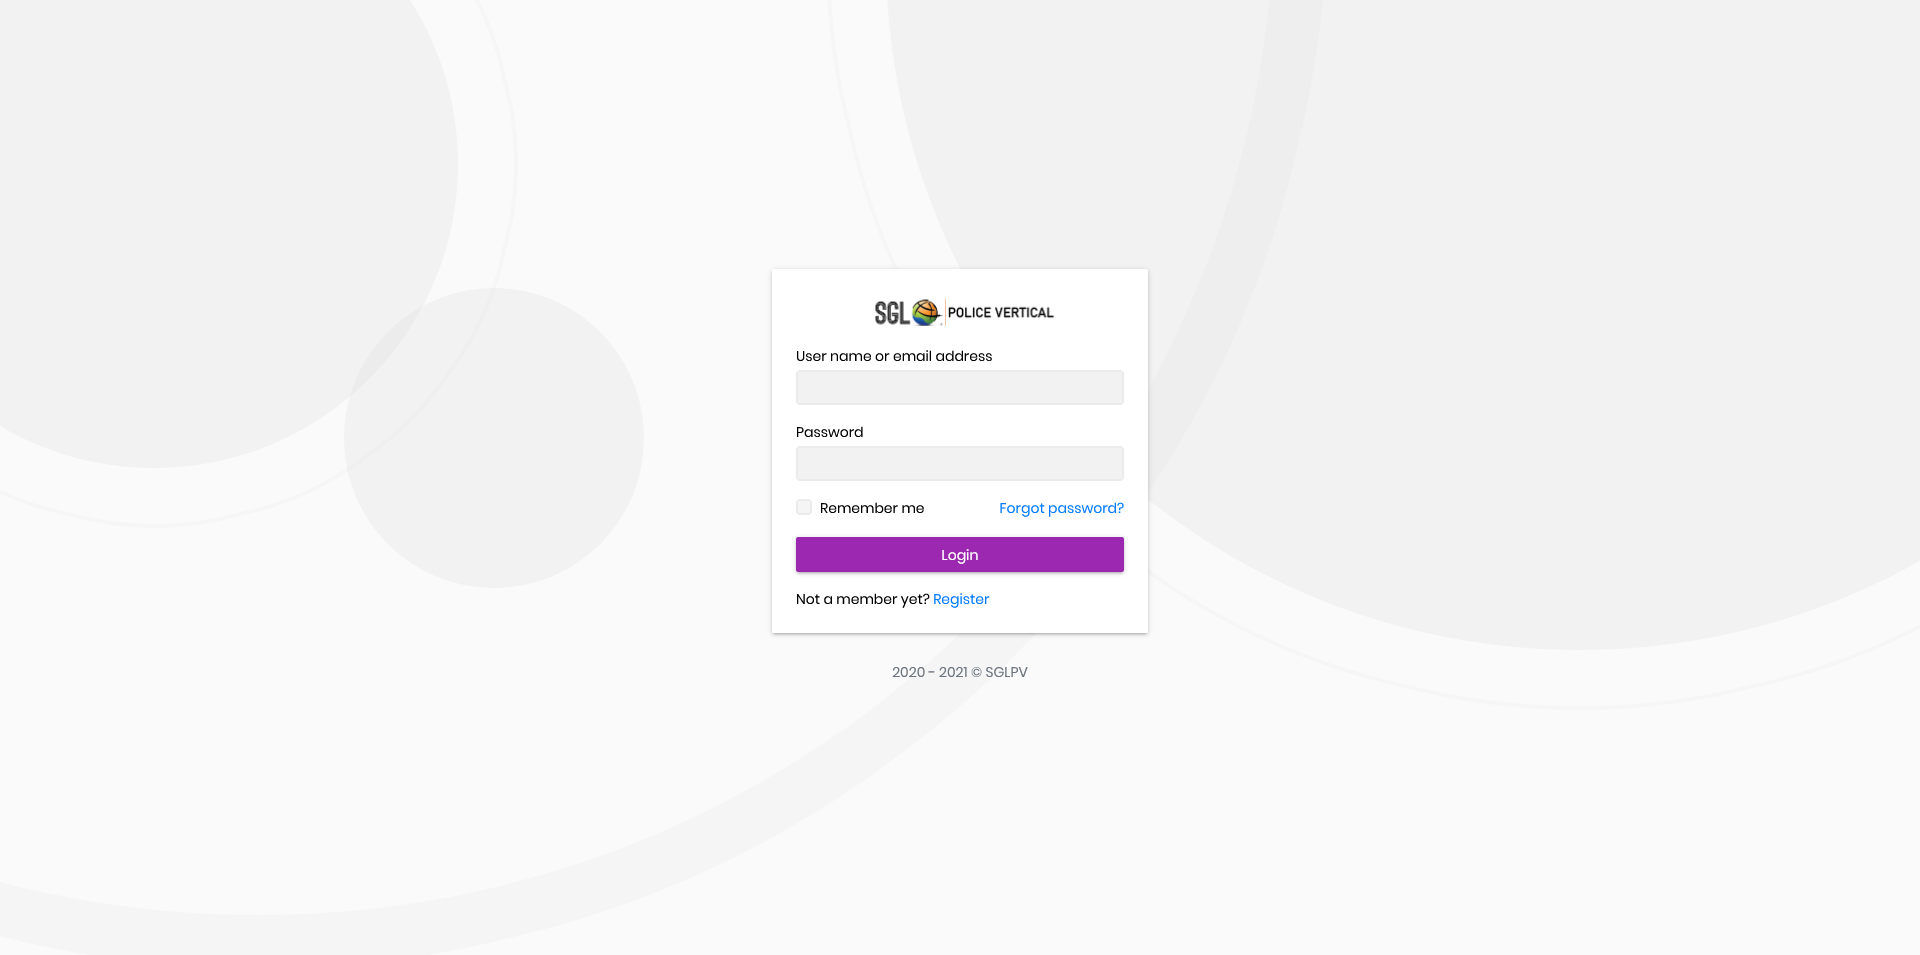 SGL POLICE VERTICAL
User name or email address
Password
Remember me Forgot password?
Login
Not a member yet? Register
2020 - 2021 © SGLPV